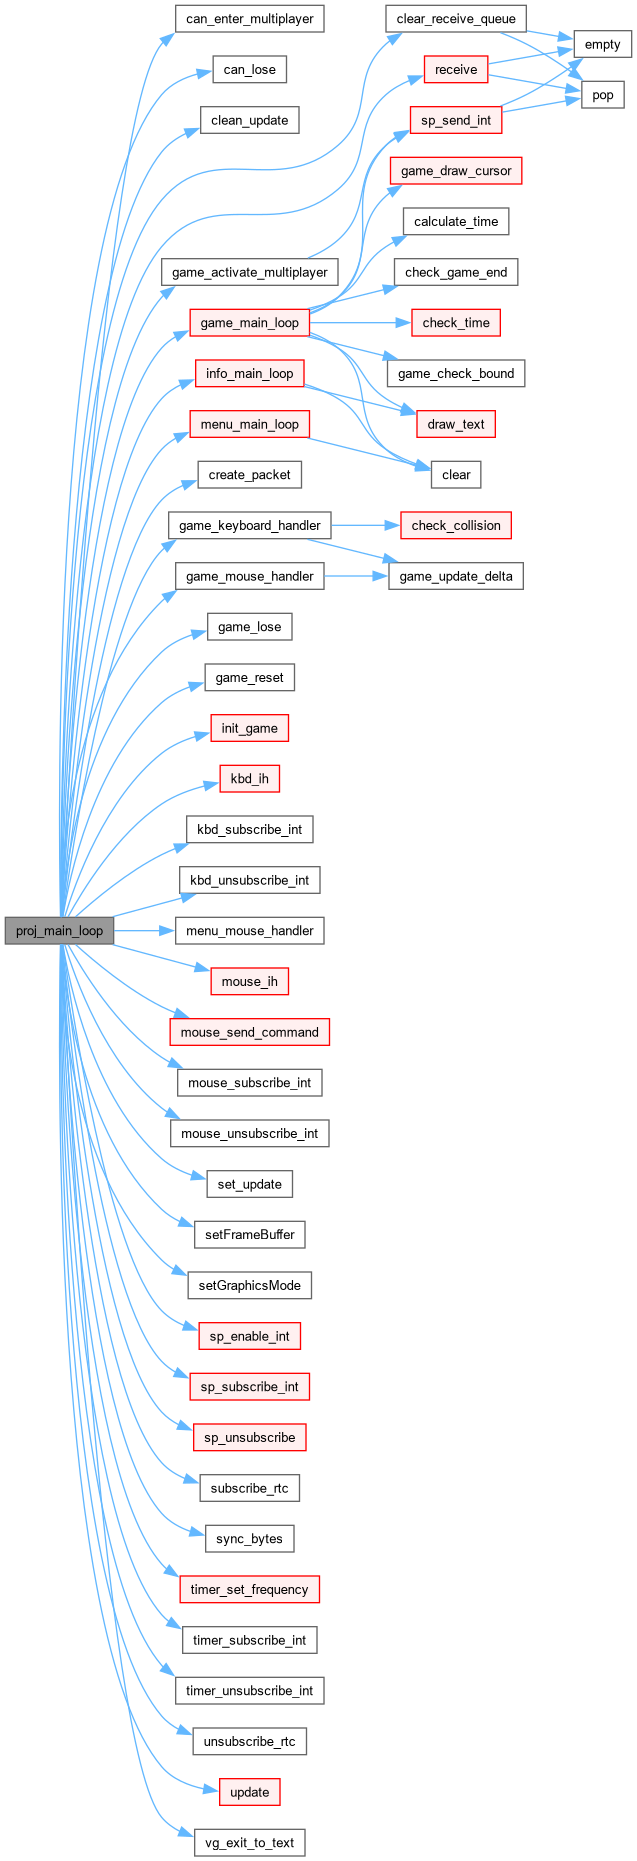 can_enter_multiplayer
clear_receive_queue
empty
can_lose
receive
pop
clean_update
sp_send_int
game_draw_cursor
calculate_time
game_activate_multiplayer
check_game_end
game_main_loop
check_time
info_main_loop
game_check_bound
menu_main_loop
draw_text
create_packet
clear
game_keyboard_handler
check_collision
game_mouse_handler
game_update_delta
game_lose
game_reset
init_game
kbd_ih
kbd_subscribe_int
kbd_unsubscribe_int
proj_main_loop
menu_mouse_handler
mouse_ih
mouse_send_command
mouse_subscribe_int
mouse_unsubscribe_int
set_update
setFrameBuffer
setGraphicsMode
sp_enable_int
sp_subscribe_int
sp_unsubscribe
subscribe_rtc
sync_bytes
timer_set_frequency
timer_subscribe_int
timer_unsubscribe_int
unsubscribe_rtc
update
vg_exit_to_text